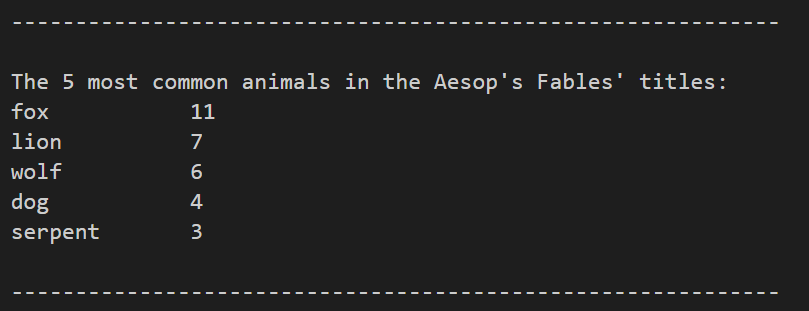 ------------------------------------------------------------
The 5 most common animals in the Aesop's Fables' titles:
fox           11
lion          7
wolf          6
dog           4
serpent       3
------------------------------------------------------------